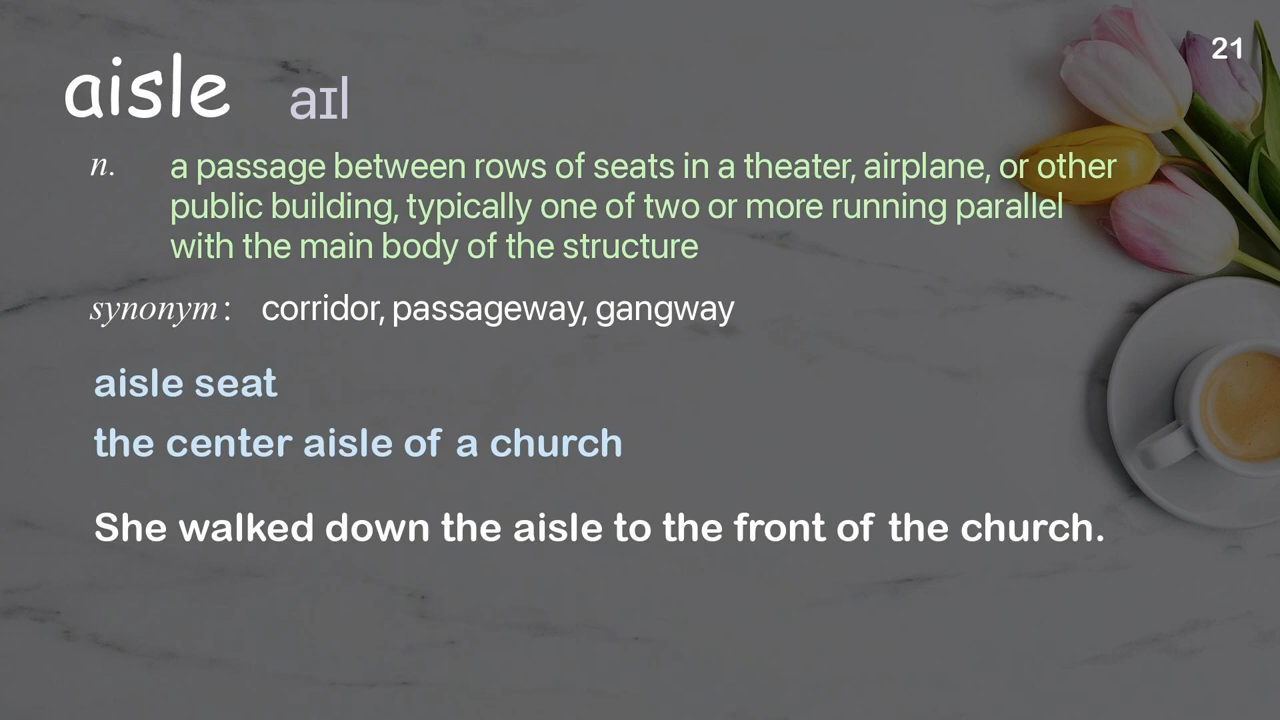 21
aisle aɪl
n. a passage between rows of seats in a theater, airplane, or other
public building, typically one of two or more running parallel
with the main body of the structure
synonym: corridor, passageway, gangway
aisle seat
the center aisle of a church
She walked down the aisle to the front of the church.